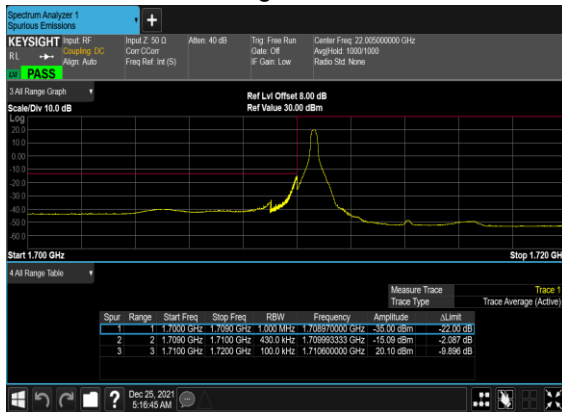 Spectrum Analyzer 1
Spurious Emissions
KEYSIGHT Input: RF Input Z: 50 Ω Atten: 40 dB Trig: Free Run Center Freq: 22.005000000 GHz
RL Coupling: DC Corr CCorr Gate: Off Avg|Hold: 1000/1000
Align: Auto Freq Ref: Int (S) IF Gain: Low Radio Std: None
PASS
3 All Range Graph
Ref Lvl Offset 8.00 dB
Scale/Div 10.0 dB Ref Value 30.00 dBm
Log
20.0
10.0
0.00
-10.0
-20.0
-30.0
-40.0
-50.0
-60.0
Start 1.700 GHz Stop 1.720 GH
4 All Range Table
Measure Trace Trace 1
Trace Type Trace Average (Active)
Spur Range Start Freq Stop Freq RBW Frequency Amplitude ΔLimit
1 1 1.7000 GHz 1.7090 GHz 1.000 MHz 1.708970000 GHz -35.00 dBm -22.00 dB
2 2 1.7090 GHz 1.7100 GHz 430.0 kHz 1.709993333 GHz -15.09 dBm -2.087 dB
3 3 1.7100 GHz 1.7200 GHz 100.0 kHz 1.710600000 GHz 20.10 dBm -9.896 dB
? Dec 25, 2021
5:16:45 AM